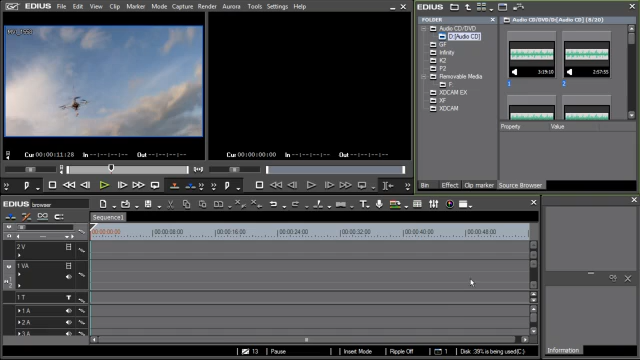 EDIUS File Edit View Clip Marker Mode Capture Render Aurora Tools Settings Help
Cur 00:00:11:28 In --:--:--:-- Out --:--:--:--
Cur 00:00:00:00 In --:--:--:-- Out --:--:--:--
EDIUS
FOLDER
Audio CD/DVD
D:[Audio CD]
GF
Infinity
K2
P2
Removable Media
F:
XDCAM EX
XF
XDCAM
Audio CD/DVD/D:[Audio CD] (8/20)
3:19:10
2:57:55
1
2
Property Value
Bin Effect Clip marker Source Browser
EDIUS browser
Sequence1
00:00:00:00 00:00:08:00 00:00:16:00 00:00:24:00 00:00:32:00 00:00:40:00 00:00:48:00
2 V
1 VA
1 T
1 A
2 A
3 A
13 Pause Insert Mode Ripple Off 1 Disk :39% is being used(C:)
Information